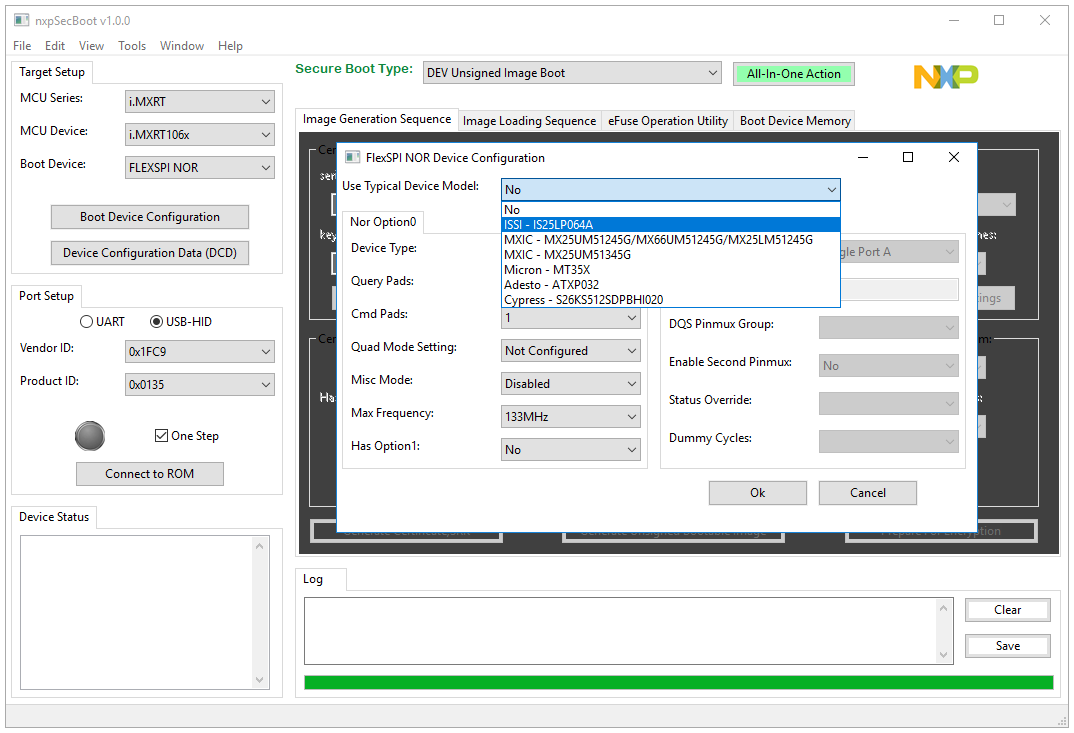 nxpSecBoot v1.0.0
File Edit View Tools Window Help
Target Setup
MCU Series: i.MXRT
MCU Device: i.MXRT106x
Boot Device: FLEXSPI NOR
Boot Device Configuration
Device Configuration Data (DCD)
Port Setup
UART USB-HID
Vendor ID: 0x1FC9
Product ID: 0x0135
One Step
Connect to ROM
Device Status
Secure Boot Type: DEV Unsigned Image Boot All-In-One Action
NXP
Image Generation Sequence Image Loading Sequence eFuse Operation Utility Boot Device Memory
FlexSPI NOR Device Configuration
Use Typical Device Model: No
No
ISSI - IS25LP064A
MXIC - MX25UM51245G/MX66UM51245G/MX25LM51245G
MXIC - MX25UM51345G
Micron - MT35X
Adesto - ATXP032
Cypress - S26KS512SDPBHI020
Nor Option0
Device Type:
Query Pads:
Cmd Pads: 1
Quad Mode Setting: Not Configured
Misc Mode: Disabled
Max Frequency: 133MHz
Has Option1: No
Port A
DQS Pinmux Group:
Enable Second Pinmux: No
Status Override:
Dummy Cycles:
Ok Cancel
Log
Clear
Save